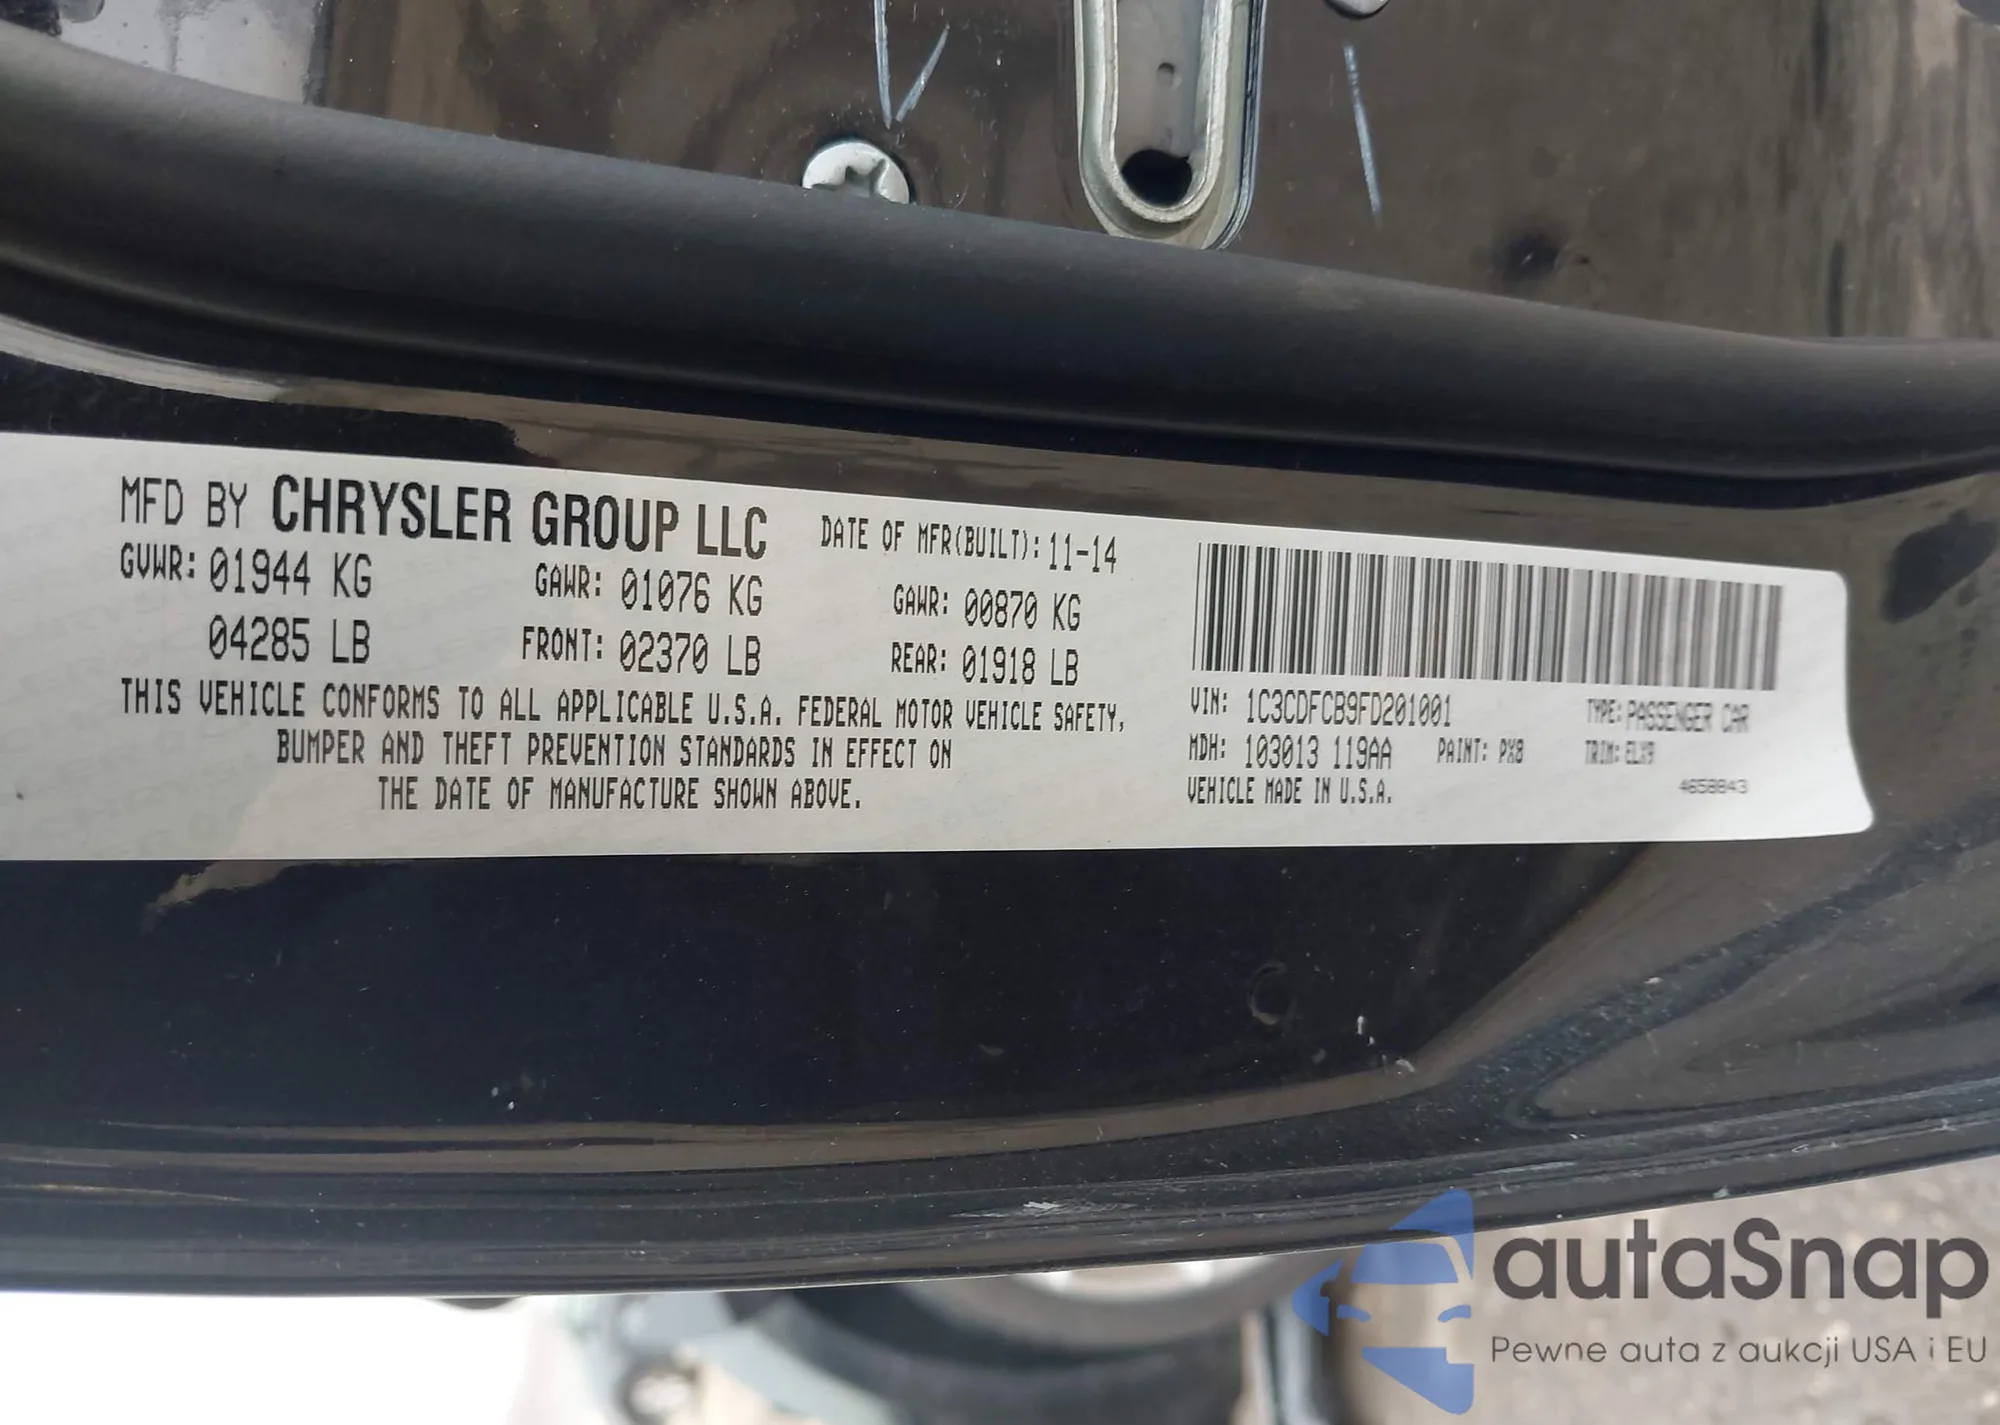 MFD BY CHRYSLER GROUP LLC DATE OF MFR(BUILT): 11-14
GVWR: 01944 KG GAWR: 01076 KG GAWR: 00870 KG
04285 LB FRONT: 02370 LB REAR: 01918 LB
THIS VEHICLE CONFORMS TO ALL APPLICABLE U.S.A. FEDERAL MOTOR VEHICLE SAFETY,
BUMPER AND THEFT PREVENTION STANDARDS IN EFFECT ON
THE DATE OF MANUFACTURE SHOWN ABOVE.
VIN: 1C3CDFCB9FD201001 TYPE: PASSENGER CAR
MDH: 103013 119AA PAINT: PX8 TRIM: ELX9
VEHICLE MADE IN U.S.A.
4658843
autaSnap
Pewne auta z aukcji USA i EU